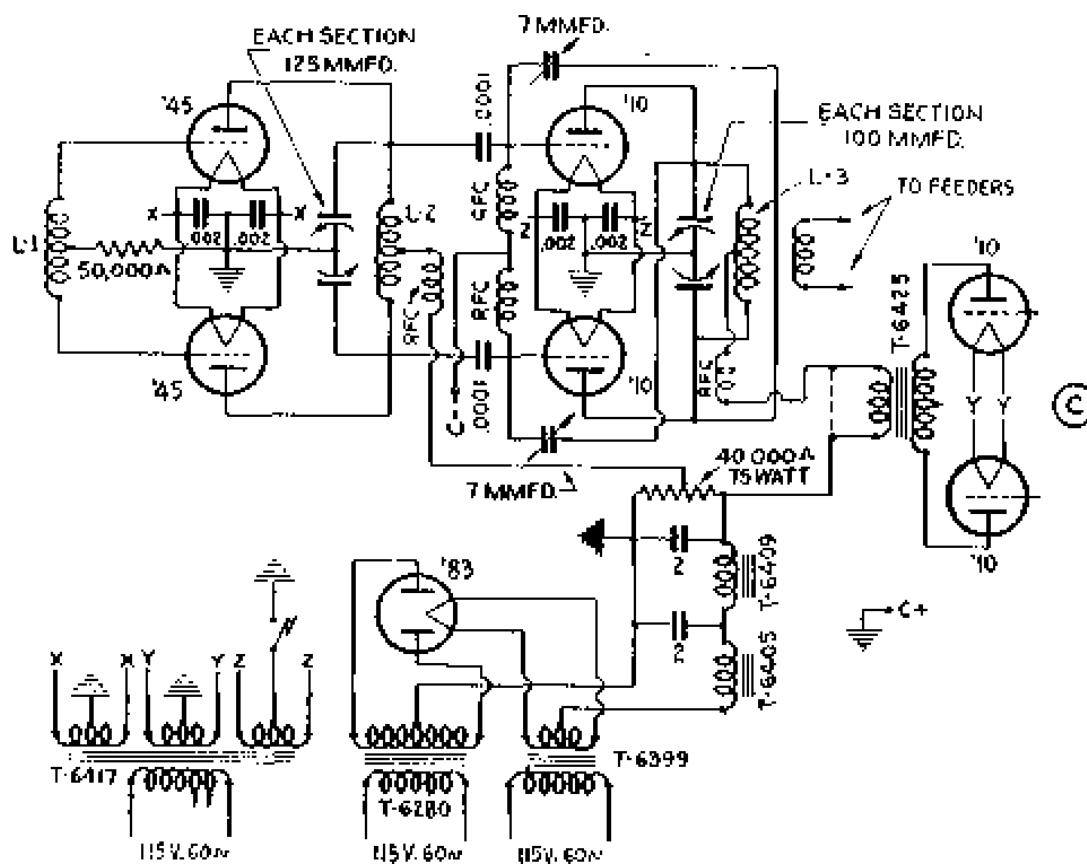 7 MMFD.
EACH SECTION
125 MMFD.
'45
.0001
'10
EACH SECTION
100 MMFD.
L-3
TO FEEDERS
X
X
.002
.002
L-1
50,000
L-2
RFC
RFC
Z
Z
.002
.002
RFC
'45
C-
.0001
'10
RFC
T-6425
'10
Y
Y
C
'10
7 MMFD.
40 000
75 WATT
2
T-6409
'83
2
T-6405
C+
X
X
Y
Y
Z
Z
T-6417
T-6280
T-6399
115 V. 60~
115 V. 60~
115 V. 60~